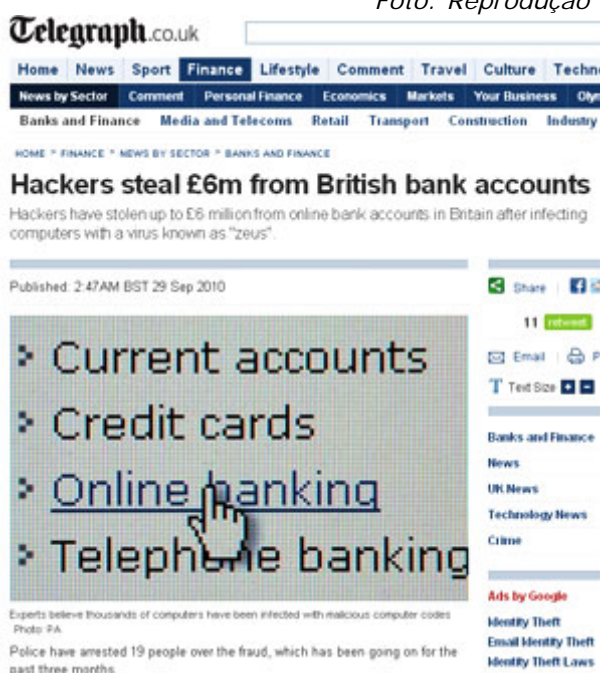 Foto: Reprodução
Telegraph.co.uk
Home News Sport Finance Lifestyle Comment Travel Culture Techno
News by Sector Comment Personal Finance Economics Markets Your Business Olym
Banks and Finance Media and Telecoms Retail Transport Construction Industry
HOME > FINANCE > NEWS BY SECTOR > BANKS AND FINANCE
Hackers steal £6m from British bank accounts
Hackers have stolen up to £6 million from online bank accounts in Britain after infecting
computers with a virus known as "zeus".
Published: 2:47AM BST 29 Sep 2010
Current accounts
Credit cards
Online banking
Telephone banking
Experts believe thousands of computers have been infected with malicious computer codes
Photo: PA
Police have arrested 19 people over the fraud, which has been going on for the
past three months.
Share
11 retweet
Email P
Text Size
Banks and Finance
News
UK News
Technology News
Crime
Ads by Google
Identity Theft
Email Identity Theft
Identity Theft Laws